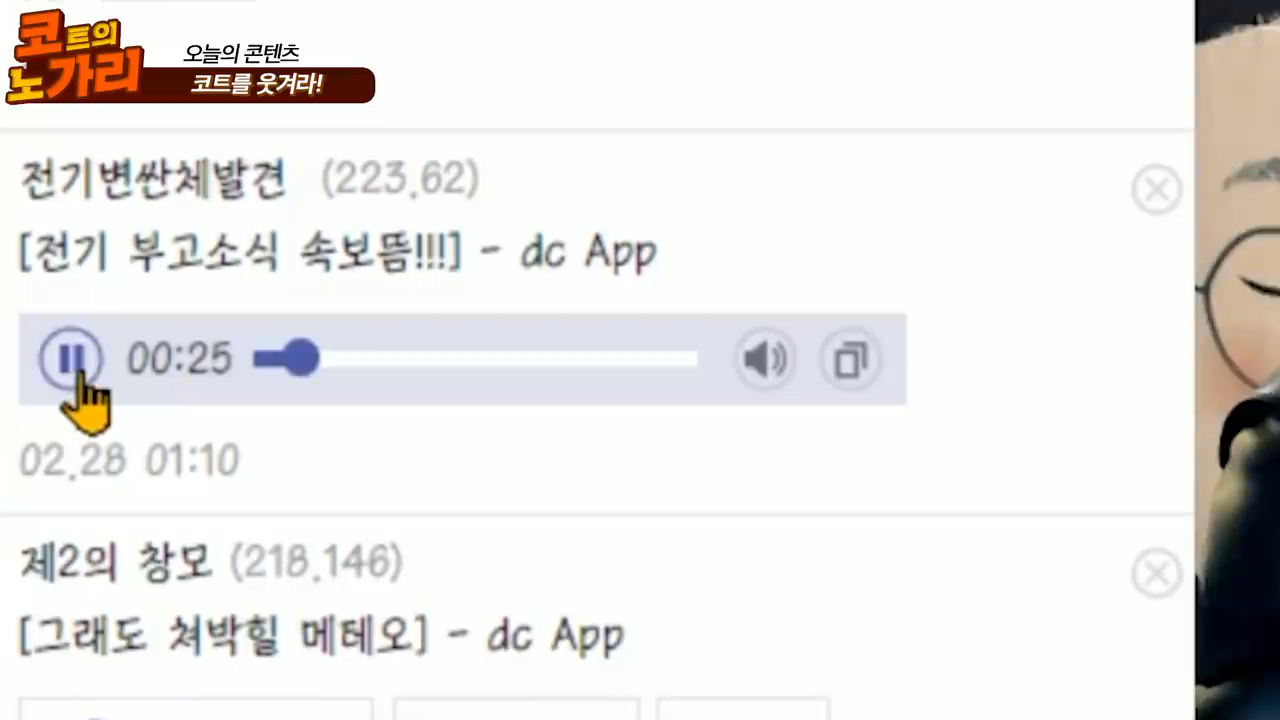 코트의
노가리
오늘의 콘텐츠
코트를 웃겨라!
전기변싼체발견 (223.62)
[전기 부고소식 속보뜸!!!] - dc App
00:25
02.28 01:10
제2의 창모 (218.146)
[그래도 쳐박힐 메테오] - dc App